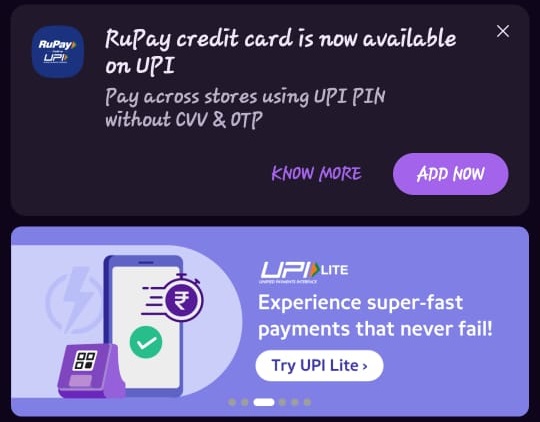 RuPay
UPI
RuPay credit card is now available
on UPI
Pay across stores using UPI PIN
without CVV & OTP
KNOW MORE
ADD NOW
UPI LITE
UNIFIED PAYMENTS INTERFACE
₹
Experience super-fast
payments that never fail!
Try UPI Lite ›